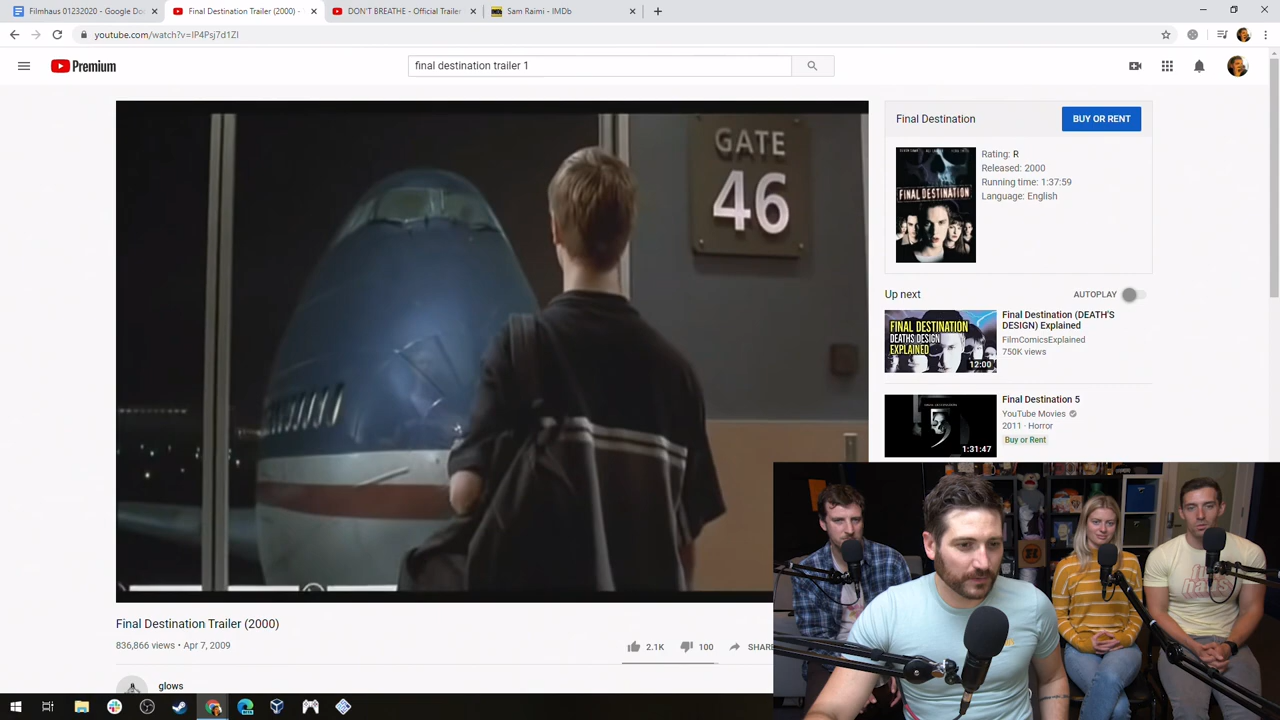 Filmhaus 01232020 - Google Do
Final Destination Trailer (2000) -
DON'T BREATHE - Official Trailer
Sam Raimi - IMDb
youtube.com/watch?v=IP4Psj7d1ZI
Premium
final destination trailer 1
GATE
46
Final Destination
BUY OR RENT
FINAL DESTINATION
Rating: R
Released: 2000
Running time: 1:37:59
Language: English
Up next
AUTOPLAY
FINAL DESTINATION
DEATHS DESIGN
EXPLAINED
12:00
Final Destination (DEATH'S
DESIGN) Explained
FilmComicsExplained
750K views
1:31:47
Final Destination 5
YouTube Movies
2011 · Horror
Buy or Rent
Final Destination Trailer (2000)
836,866 views • Apr 7, 2009
2.1K
100
SHARE
glows